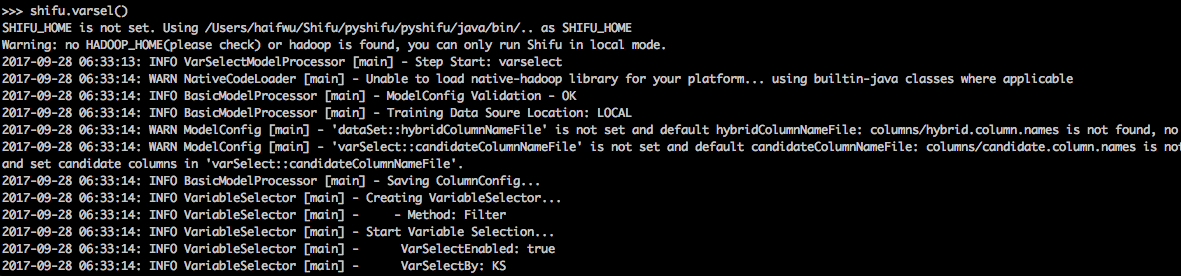 >>> shifu.varsel()
SHIFU_HOME is not set. Using /Users/haifwu/Shifu/pyshifu/pyshifu/java/bin/.. as SHIFU_HOME
Warning: no HADOOP_HOME(please check) or hadoop is found, you can only run Shifu in local mode.
2017-09-28 06:33:13: INFO VarSelectModelProcessor [main] - Step Start: varselect
2017-09-28 06:33:14: WARN NativeCodeLoader [main] - Unable to load native-hadoop library for your platform... using builtin-java classes where applicable
2017-09-28 06:33:14: INFO BasicModelProcessor [main] - ModelConfig Validation - OK
2017-09-28 06:33:14: INFO BasicModelProcessor [main] - Training Data Soure Location: LOCAL
2017-09-28 06:33:14: WARN ModelConfig [main] - 'dataSet::hybridColumnNameFile' is not set and default hybridColumnNameFile: columns/hybrid.column.names is not found, no
2017-09-28 06:33:14: WARN ModelConfig [main] - 'varSelect::candidateColumnNameFile' is not set and default candidateColumnNameFile: columns/candidate.column.names is not
and set candidate columns in 'varSelect::candidateColumnNameFile'.
2017-09-28 06:33:14: INFO BasicModelProcessor [main] - Saving ColumnConfig...
2017-09-28 06:33:14: INFO VariableSelector [main] - Creating VariableSelector...
2017-09-28 06:33:14: INFO VariableSelector [main] -     - Method: Filter
2017-09-28 06:33:14: INFO VariableSelector [main] - Start Variable Selection...
2017-09-28 06:33:14: INFO VariableSelector [main] -      VarSelectEnabled: true
2017-09-28 06:33:14: INFO VariableSelector [main] -      VarSelectBy: KS